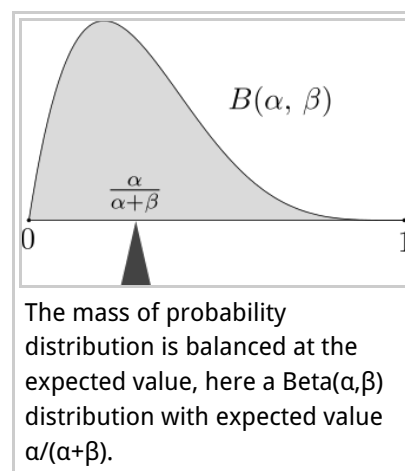 B(α, β)
α/(α+β)
0
1
The mass of probability
distribution is balanced at the
expected value, here a Beta(α,β)
distribution with expected value
α/(α+β).